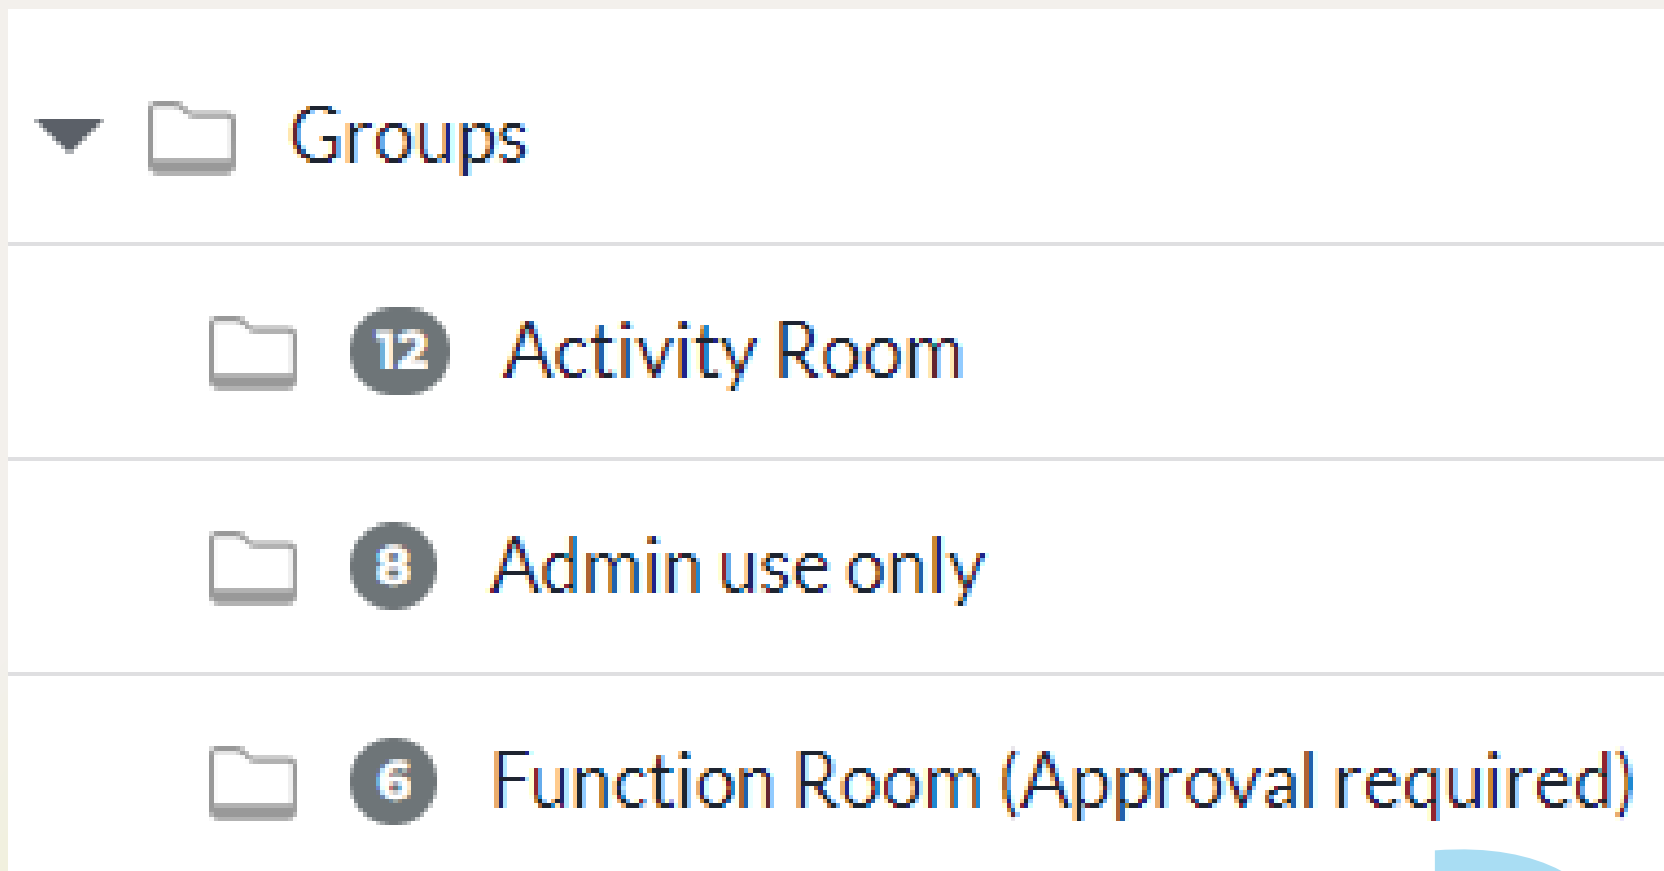 Groups
12 Activity Room
8 Admin use only
6 Function Room (Approval required)